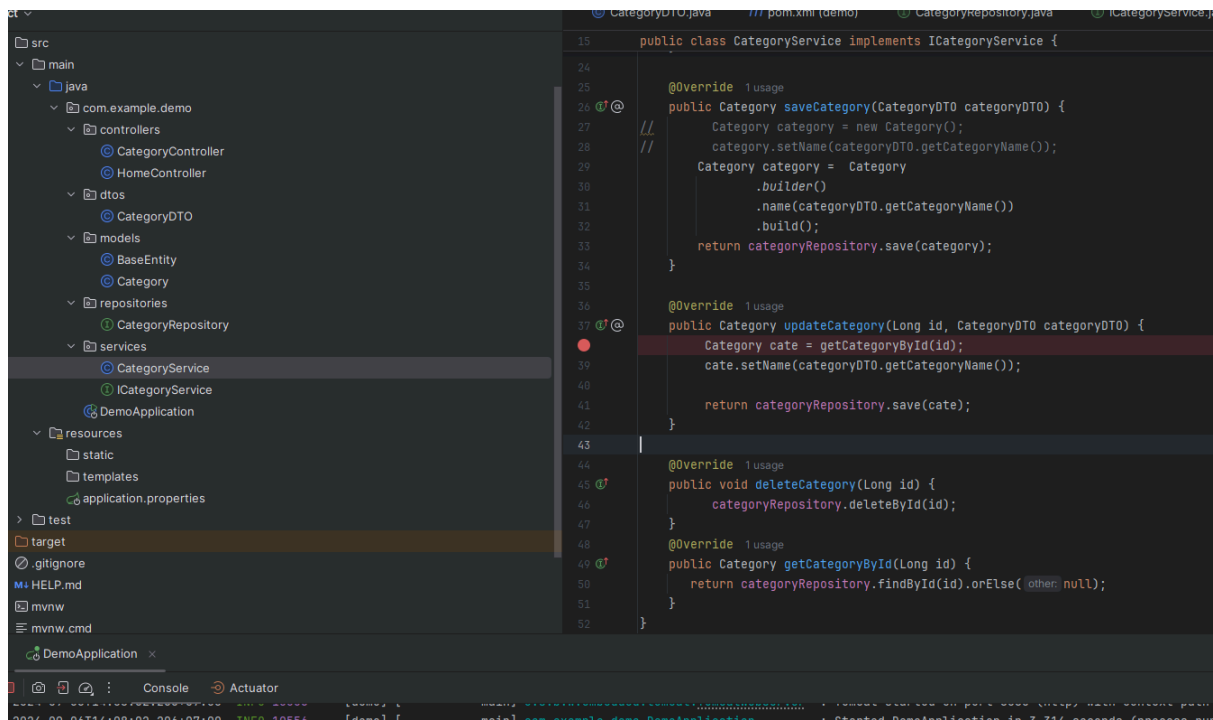 ct
CategoryDTO.java
pom.xml (demo)
CategoryRepository.java
ICategoryService.j
src
main
java
com.example.demo
controllers
CategoryController
HomeController
dtos
CategoryDTO
models
BaseEntity
Category
repositories
CategoryRepository
services
CategoryService
ICategoryService
DemoApplication
resources
static
templates
application.properties
test
target
.gitignore
M↓ HELP.md
mvnw
mvnw.cmd
15 public class CategoryService implements ICategoryService {
24
25 @Override 1 usage
26 @ public Category saveCategory(CategoryDTO categoryDTO) {
27 // Category category = new Category();
28 // category.setName(categoryDTO.getCategoryName());
29 Category category = Category
30 .builder()
31 .name(categoryDTO.getCategoryName())
32 .build();
33 return categoryRepository.save(category);
34 }
35
36 @Override 1 usage
37 @ public Category updateCategory(Long id, CategoryDTO categoryDTO) {
Category cate = getCategoryById(id);
39 cate.setName(categoryDTO.getCategoryName());
40
41 return categoryRepository.save(cate);
42 }
43
44 @Override 1 usage
45 public void deleteCategory(Long id) {
46 categoryRepository.deleteById(id);
47 }
48 @Override 1 usage
49 public Category getCategoryById(Long id) {
50 return categoryRepository.findById(id).orElse( other: null);
51 }
52 }
DemoApplication ×
Console
Actuator